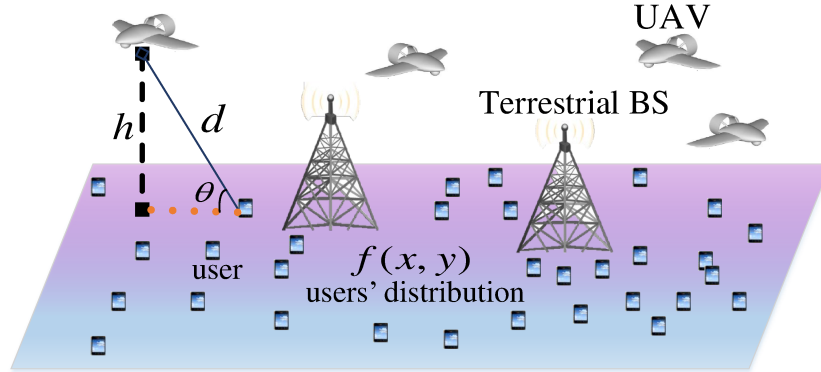 UAV
Terrestrial BS
h
d
θ
user
f(x, y)
users' distribution